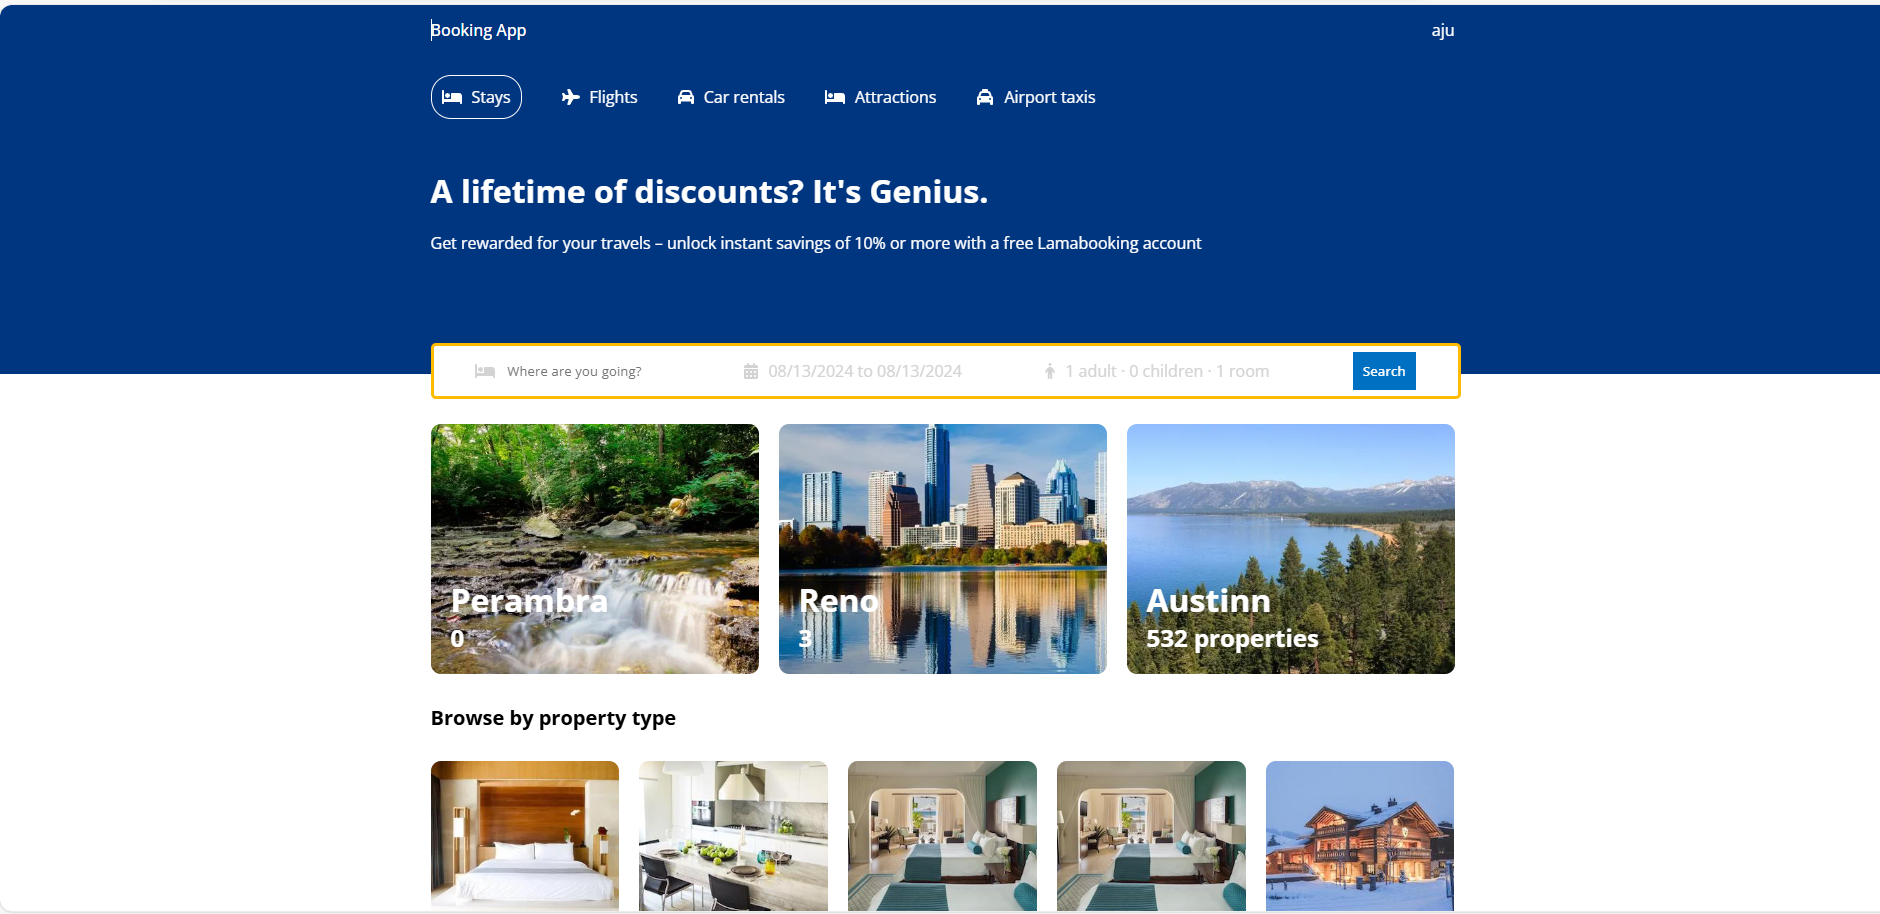 Booking App
aju
Stays
Flights
Car rentals
Attractions
Airport taxis
A lifetime of discounts? It's Genius.
Get rewarded for your travels – unlock instant savings of 10% or more with a free Lamabooking account
Where are you going?
08/13/2024 to 08/13/2024
1 adult · 0 children · 1 room
Search
Perambra
0
Reno
3
Austinn
532 properties
Browse by property type